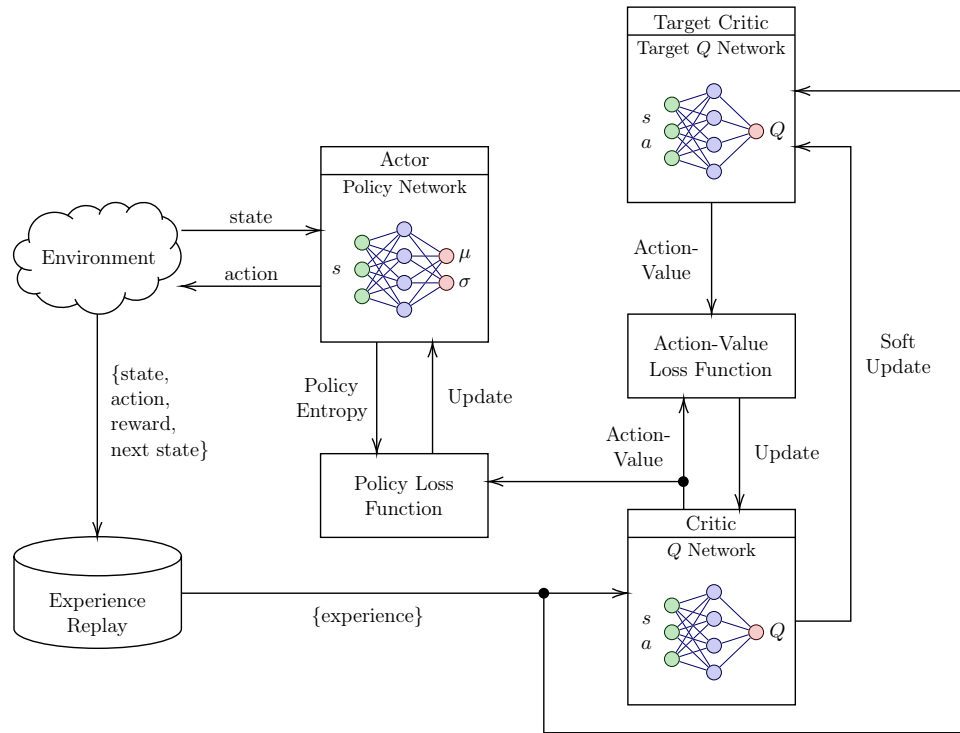 Target Critic
Target Q Network
s
a
Q
Actor
Policy Network
s
μ
σ
Environment
state
action
Action-
Value
Action-Value
Loss Function
Soft
Update
{state,
action,
reward,
next state}
Policy
Entropy
Update
Action-
Value
Update
Policy Loss
Function
Critic
Q Network
s
a
Q
Experience
Replay
{experience}